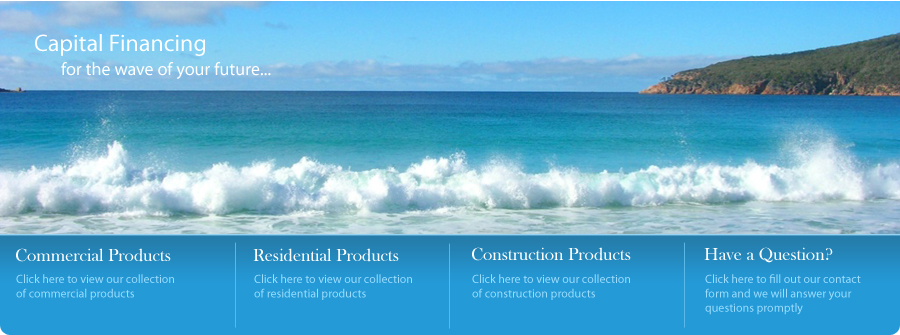 Capital Financing
for the wave of your future...
Commercial Products
Click here to view our collection
of commercial products
Residential Products
Click here to view our collection
of residential products
Construction Products
Click here to view our collection
of construction products
Have a Question?
Click here to fill out our contact
form and we will answer your
questions promptly